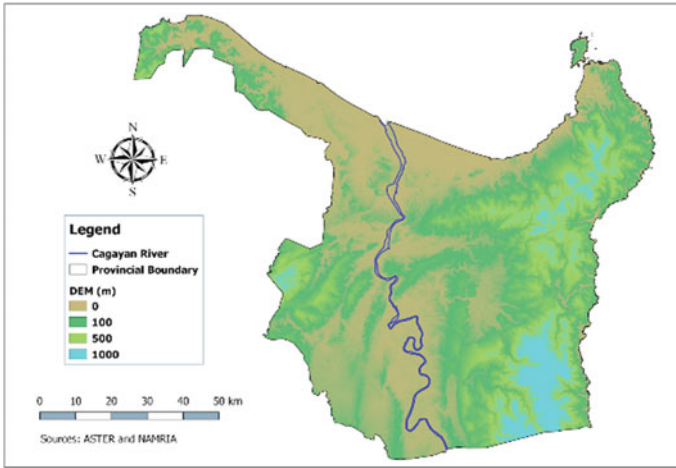 N
W E
S
Legend
Cagayan River
Provincial Boundary
DEM (m)
0
100
500
1000
0 10 20 30 40 50 km
Sources: ASTER and NAMRIA